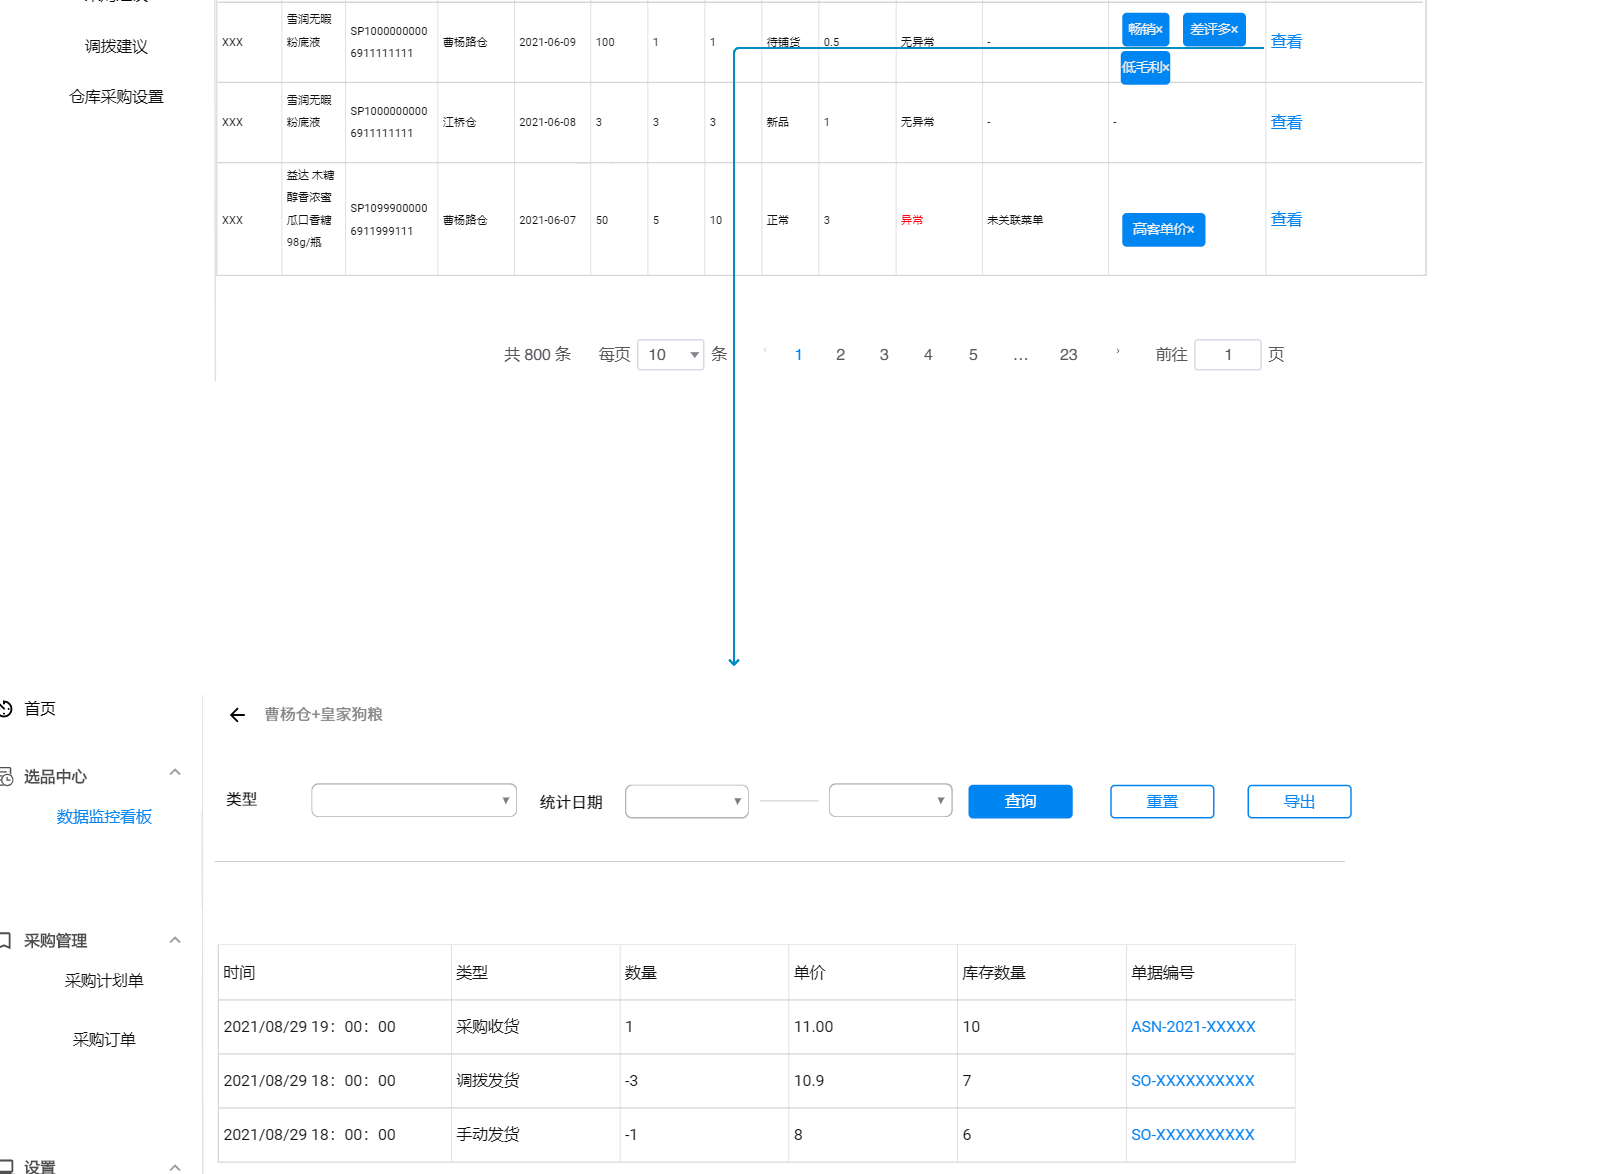 调拨建议
仓库采购设置
XXX
雪润无暇
粉底液
SP1000000000
6911111111
曹杨路仓
2021-06-09
100
1
1
待铺货
0.5
无异常
-
畅销×
差评多×
低毛利×
查看
XXX
雪润无暇
粉底液
SP1000000000
6911111111
江桥仓
2021-06-08
3
3
3
新品
1
无异常
-
-
查看
XXX
益达 木糖
醇香浓蜜
瓜口香糖
98g/瓶
SP1099900000
6911999111
曹杨路仓
2021-06-07
50
5
10
正常
3
异常
未关联菜单
高客单价×
查看
共 800 条 每页 10 条 1 2 3 4 5 ... 23 前往 1 页
首页
选品中心
数据监控看板
采购管理
采购计划单
采购订单
设置
曹杨仓+皇家狗粮
类型 统计日期 查询 重置 导出
时间 类型 数量 单价 库存数量 单据编号
2021/08/29 19：00：00 采购收货 1 11.00 10 ASN-2021-XXXXX
2021/08/29 18：00：00 调拨发货 -3 10.9 7 SO-XXXXXXXXXX
2021/08/29 18：00：00 手动发货 -1 8 6 SO-XXXXXXXXXX